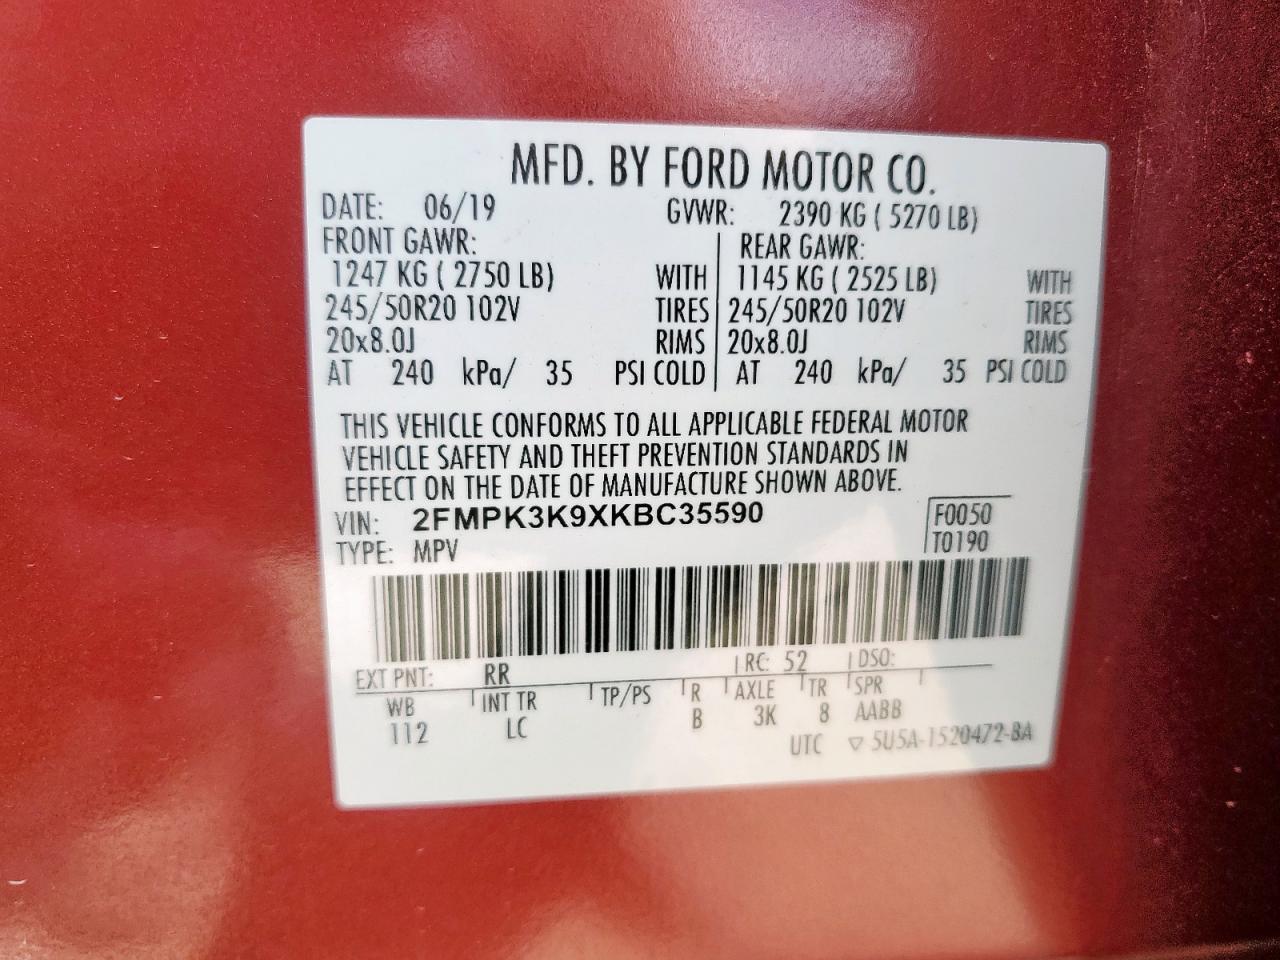 MFD. BY FORD MOTOR CO.
DATE: 06/19 GVWR: 2390 KG ( 5270 LB)
FRONT GAWR: REAR GAWR:
1247 KG ( 2750 LB) WITH 1145 KG ( 2525 LB) WITH
245/50R20 102V TIRES 245/50R20 102V TIRES
20x8.0J RIMS 20x8.0J RIMS
AT 240 kPa/ 35 PSI COLD AT 240 kPa/ 35 PSI COLD
THIS VEHICLE CONFORMS TO ALL APPLICABLE FEDERAL MOTOR
VEHICLE SAFETY AND THEFT PREVENTION STANDARDS IN
EFFECT ON THE DATE OF MANUFACTURE SHOWN ABOVE.
VIN: 2FMPK3K9XKBC35590 F0050
TYPE: MPV T0190
EXT PNT: RR RC: 52 DSO:
WB INT TR TP/PS R AXLE TR SPR
112 LC B 3K 8 AABB
UTC ▽ 5U5A-1520472-BA